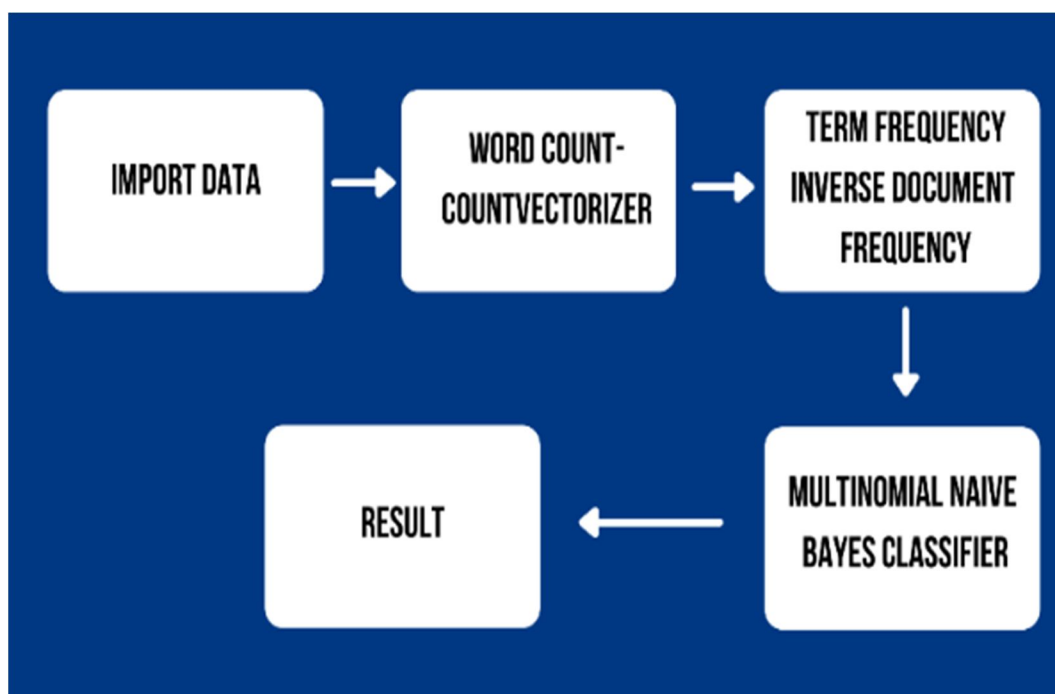 IMPORT DATA
WORD COUNT-
COUNTVECTORIZER
TERM FREQUENCY
INVERSE DOCUMENT
FREQUENCY
MULTINOMIAL NAIVE
BAYES CLASSIFIER
RESULT